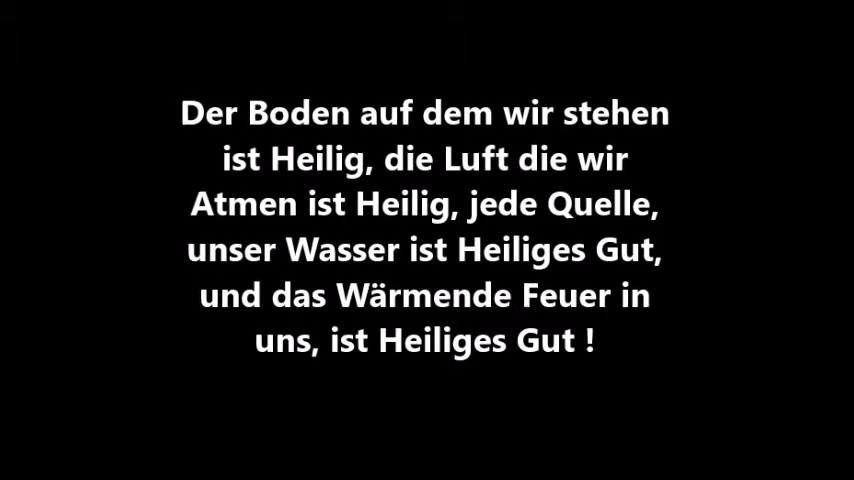 Der Boden auf dem wir stehen
ist Heilig, die Luft die wir
Atmen ist Heilig, jede Quelle,
unser Wasser ist Heiliges Gut,
und das Wärmende Feuer in
uns, ist Heiliges Gut !